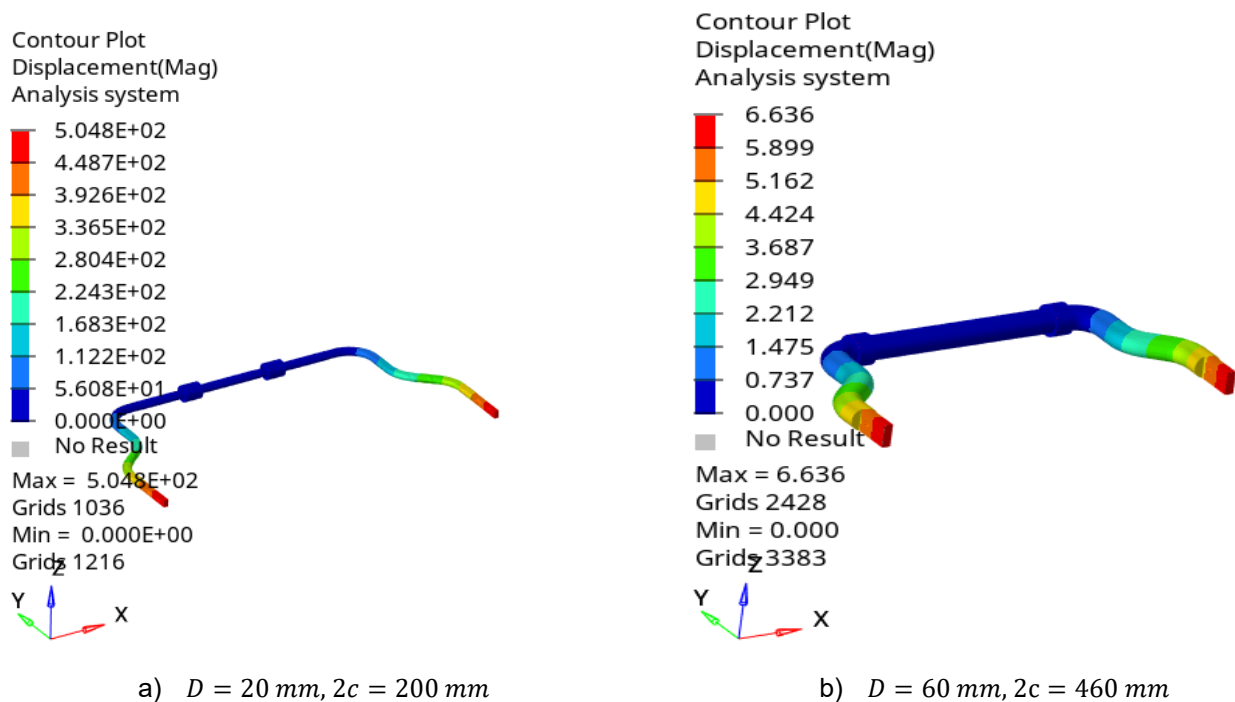 Contour Plot
Displacement(Mag)
Analysis system
5.048E+02
4.487E+02
3.926E+02
3.365E+02
2.804E+02
2.243E+02
1.683E+02
1.122E+02
5.608E+01
0.000E+00
No Result
Max = 5.048E+02
Grids 1036
Min = 0.000E+00
Grids 1216
Z
Y
X
a) D = 20 mm, 2c = 200 mm
Contour Plot
Displacement(Mag)
Analysis system
6.636
5.899
5.162
4.424
3.687
2.949
2.212
1.475
0.737
0.000
No Result
Max = 6.636
Grids 2428
Min = 0.000
Grids 3383
Z
Y
X
b) D = 60 mm, 2c = 460 mm